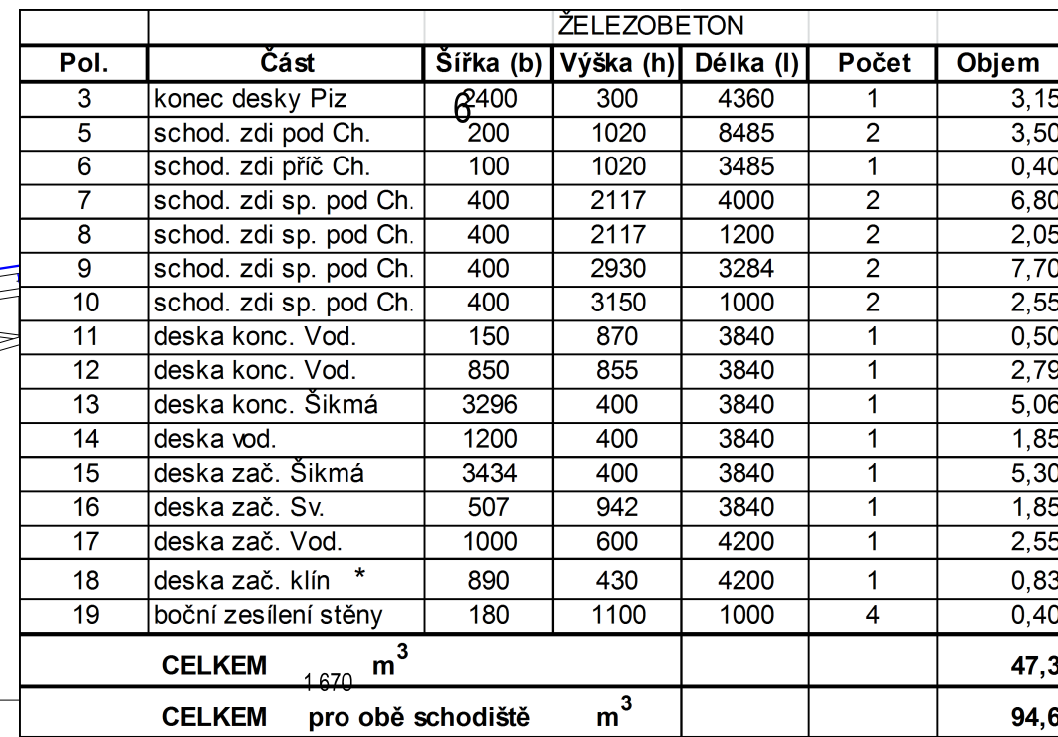 ŽELEZOBETON
Pol. Část Šířka (b) Výška (h) Délka (l) Počet Objem
3 konec desky Piz 2400 300 4360 1 3,15
6
5 schod. zdi pod Ch. 200 1020 8485 2 3,50
6 schod. zdi příč Ch. 100 1020 3485 1 0,40
7 schod. zdi sp. pod Ch. 400 2117 4000 2 6,80
8 schod. zdi sp. pod Ch. 400 2117 1200 2 2,05
9 schod. zdi sp. pod Ch. 400 2930 3284 2 7,70
10 schod. zdi sp. pod Ch. 400 3150 1000 2 2,55
11 deska konc. Vod. 150 870 3840 1 0,50
12 deska konc. Vod. 850 855 3840 1 2,79
13 deska konc. Šikmá 3296 400 3840 1 5,06
14 deska vod. 1200 400 3840 1 1,85
15 deska zač. Šikmá 3434 400 3840 1 5,30
16 deska zač. Sv. 507 942 3840 1 1,85
17 deska zač. Vod. 1000 600 4200 1 2,55
18 deska zač. klín * 890 430 4200 1 0,83
19 boční zesílení stěny 180 1100 1000 4 0,40
CELKEM m³ 47,3
1 670
CELKEM pro obě schodiště m³ 94,6